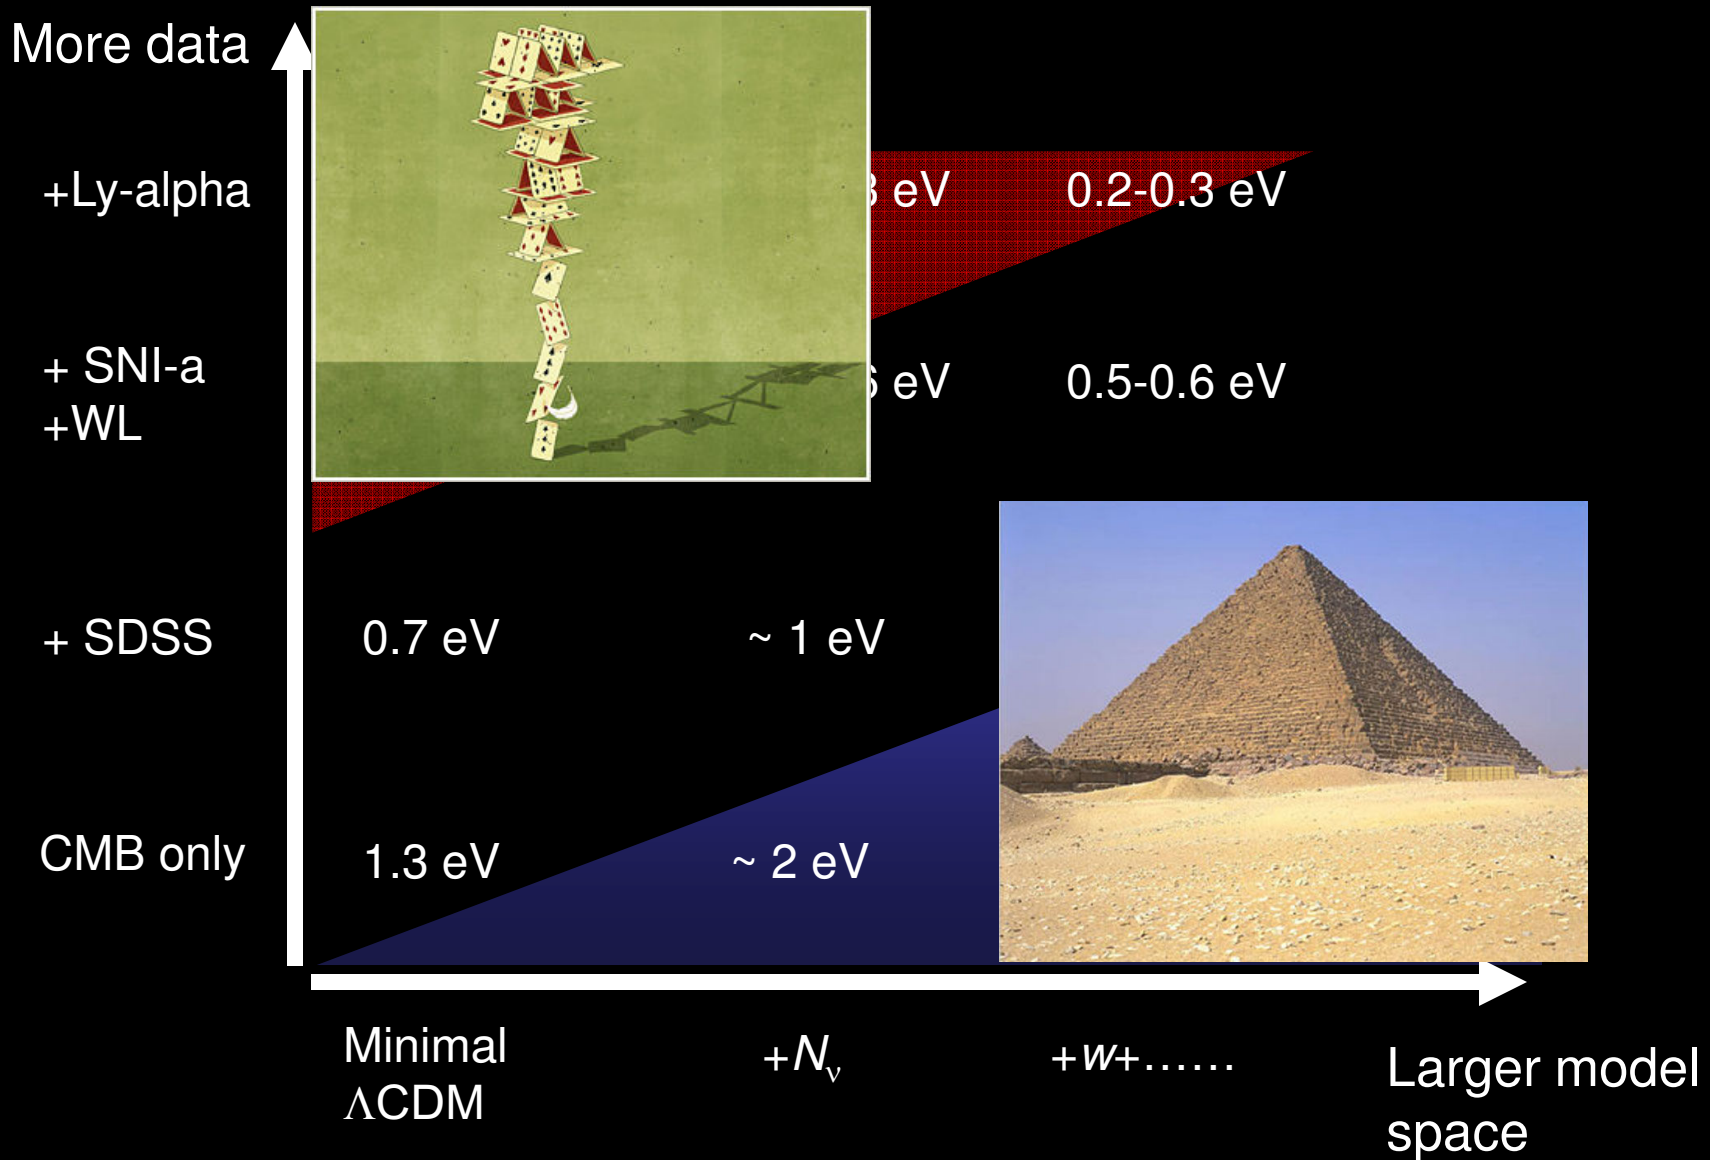 More data
+Ly-alpha
eV
0.2-0.3 eV
+ SNI-a
+WL
eV
0.5-0.6 eV
+ SDSS
0.7 eV
~ 1 eV
CMB only
1.3 eV
~ 2 eV
Minimal
ΛCDM
+Nν
+w+……
Larger model
space